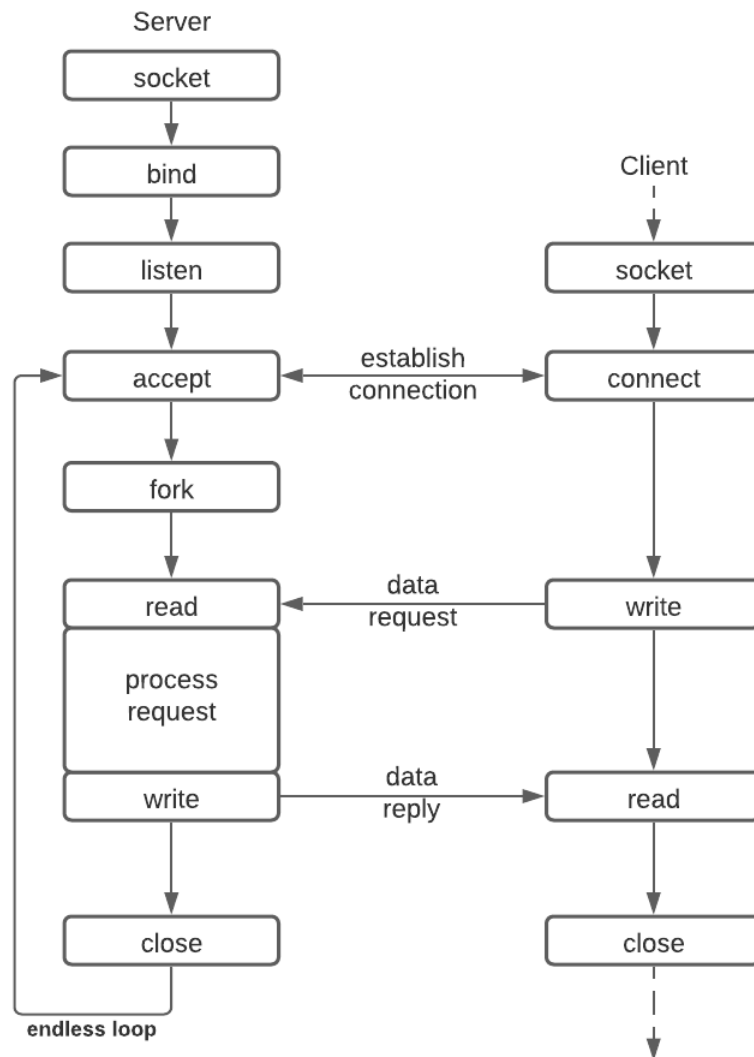 Server
socket
bind
Client
listen
socket
accept
establish
connection
connect
fork
read
data
request
write
process
request
write
data
reply
read
close
close
endless loop